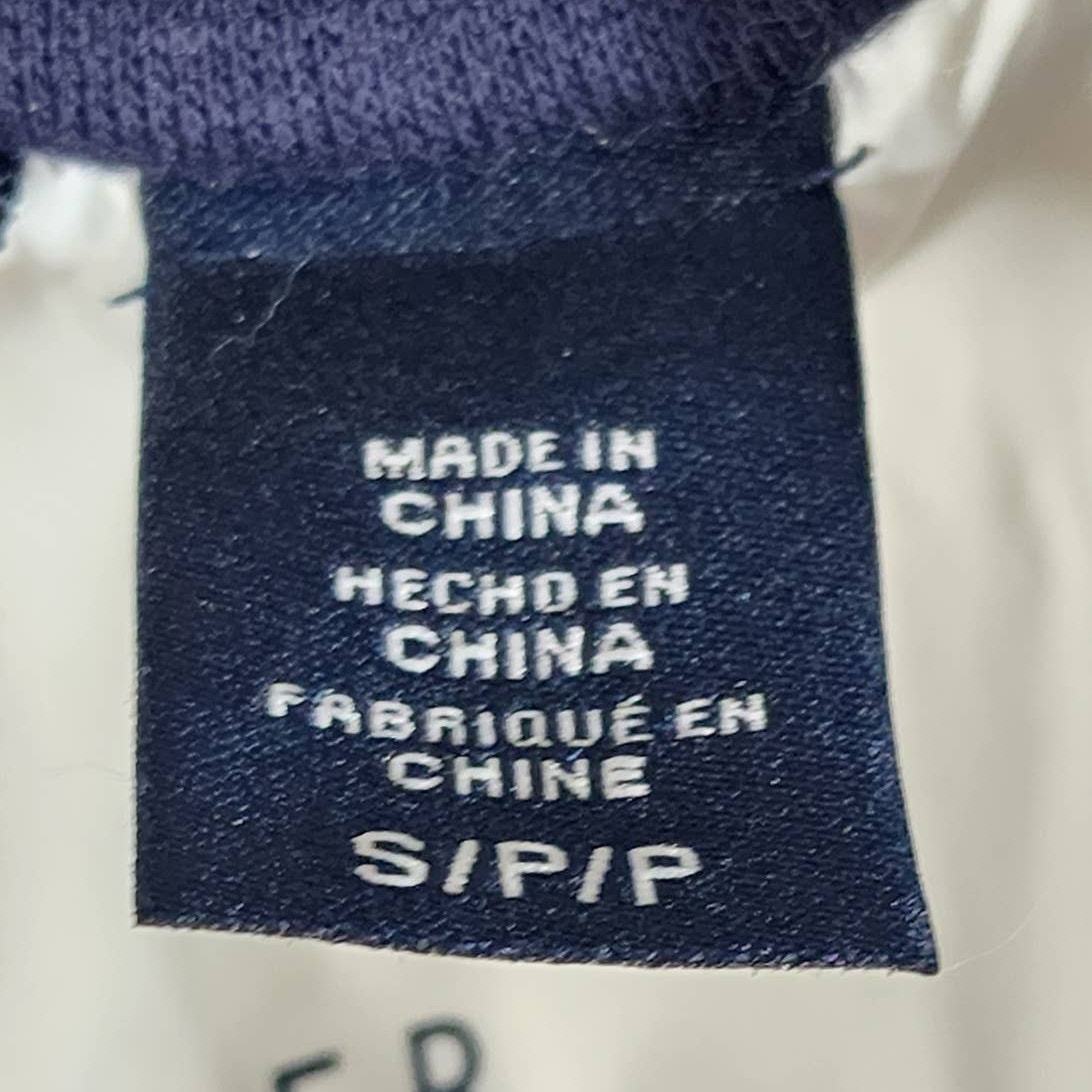 MADE IN
CHINA
HECHO EN
CHINA
FABRIQUÉ EN
CHINE
S/P/P